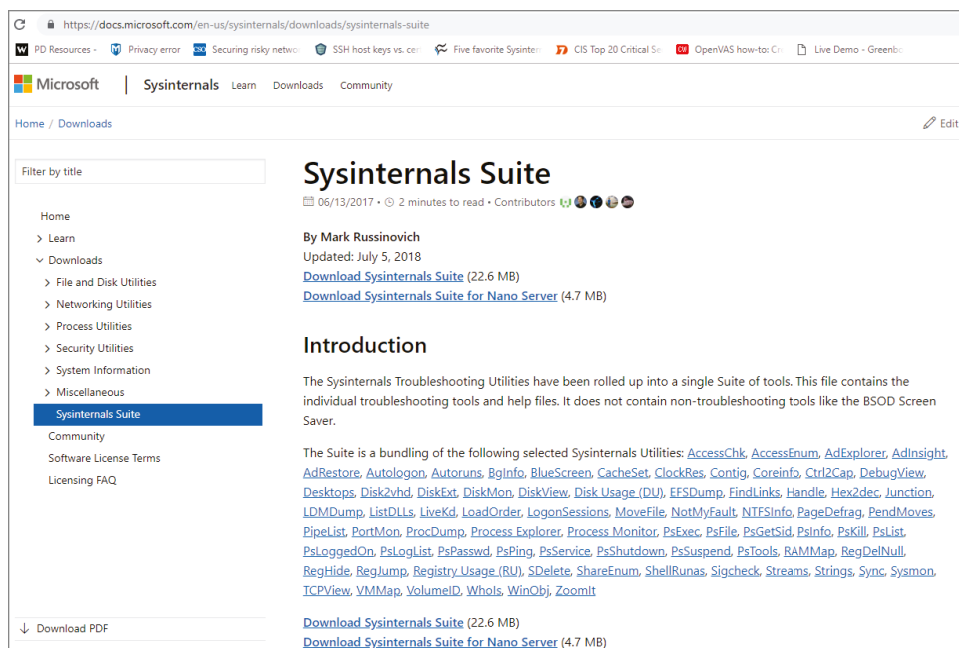 https://docs.microsoft.com/en-us/sysinternals/downloads/sysinternals-suite
PD Resources - Privacy error Securing risky netwo SSH host keys vs. cer Five favorite Sysinter CIS Top 20 Critical Se OpenVAS how-to: Cr Live Demo - Greenbo
Microsoft Sysinternals Learn Downloads Community
Home / Downloads
Edit
Filter by title
Home
Learn
Downloads
File and Disk Utilities
Networking Utilities
Process Utilities
Security Utilities
System Information
Miscellaneous
Sysinternals Suite
Community
Software License Terms
Licensing FAQ
Download PDF
Sysinternals Suite
06/13/2017 • 2 minutes to read • Contributors
By Mark Russinovich
Updated: July 5, 2018
Download Sysinternals Suite (22.6 MB)
Download Sysinternals Suite for Nano Server (4.7 MB)
Introduction
The Sysinternals Troubleshooting Utilities have been rolled up into a single Suite of tools. This file contains the
individual troubleshooting tools and help files. It does not contain non-troubleshooting tools like the BSOD Screen
Saver.
The Suite is a bundling of the following selected Sysinternals Utilities: AccessChk, AccessEnum, AdExplorer, AdInsight,
AdRestore, Autologon, Autoruns, BgInfo, BlueScreen, CacheSet, ClockRes, Contig, Coreinfo, Ctrl2Cap, DebugView,
Desktops, Disk2vhd, DiskExt, DiskMon, DiskView, Disk Usage (DU), EFSDump, FindLinks, Handle, Hex2dec, Junction,
LDMDump, ListDLLs, LiveKd, LoadOrder, LogonSessions, MoveFile, NotMyFault, NTFSInfo, PageDefrag, PendMoves,
PipeList, PortMon, ProcDump, Process Explorer, Process Monitor, PsExec, PsFile, PsGetSid, PsInfo, PsKill, PsList,
PsLoggedOn, PsLogList, PsPasswd, PsPing, PsService, PsShutdown, PsSuspend, PsTools, RAMMap, RegDelNull,
RegHide, RegJump, Registry Usage (RU), SDelete, ShareEnum, ShellRunas, Sigcheck, Streams, Strings, Sync, Sysmon,
TCPView, VMMap, VolumeID, WhoIs, WinObj, ZoomIt
Download Sysinternals Suite (22.6 MB)
Download Sysinternals Suite for Nano Server (4.7 MB)